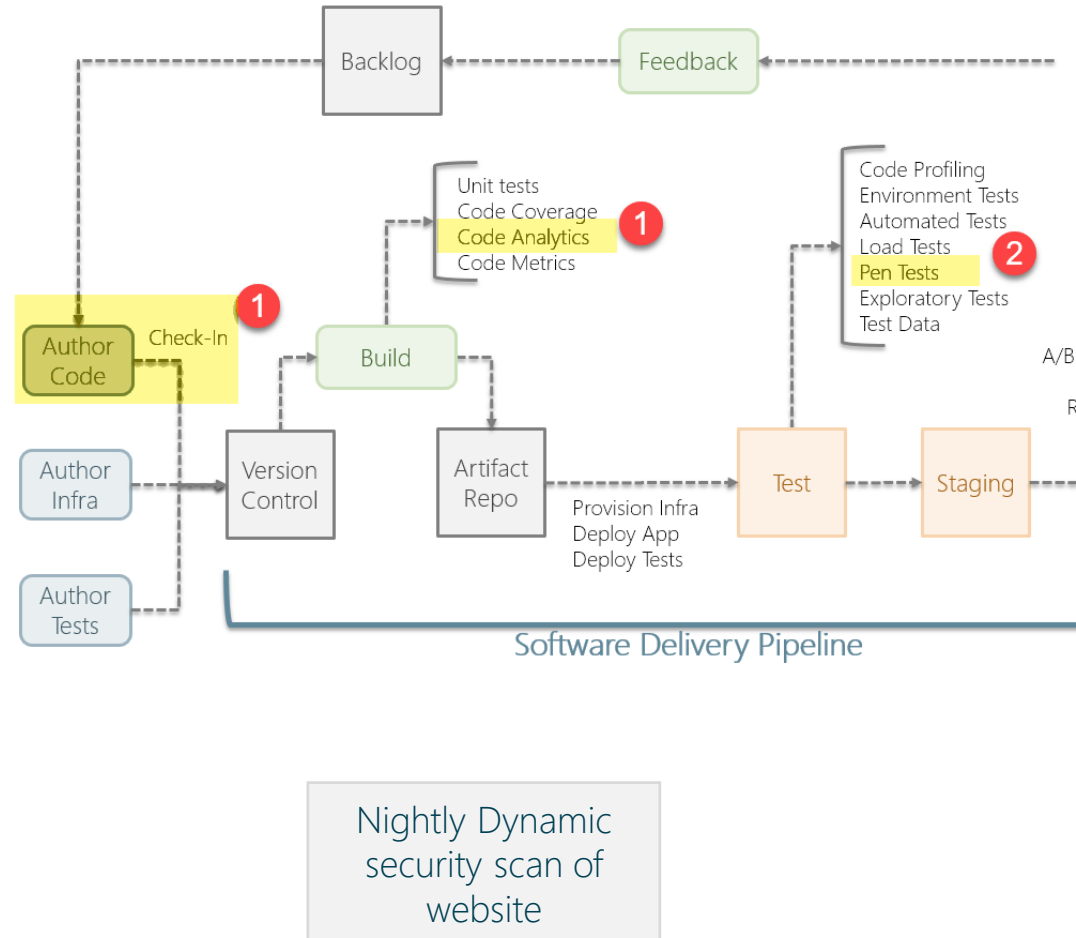 Backlog
Feedback
Unit tests
Code Coverage
Code Analytics
Code Metrics
1
Code Profiling
Environment Tests
Automated Tests
Load Tests
Pen Tests
Exploratory Tests
Test Data
2
1
Author
Code
Check-In
Build
A/B
R
Author
Infra
Version
Control
Artifact
Repo
Provision Infra
Deploy App
Deploy Tests
Test
Staging
Author
Tests
Software Delivery Pipeline
Nightly Dynamic
security scan of
website